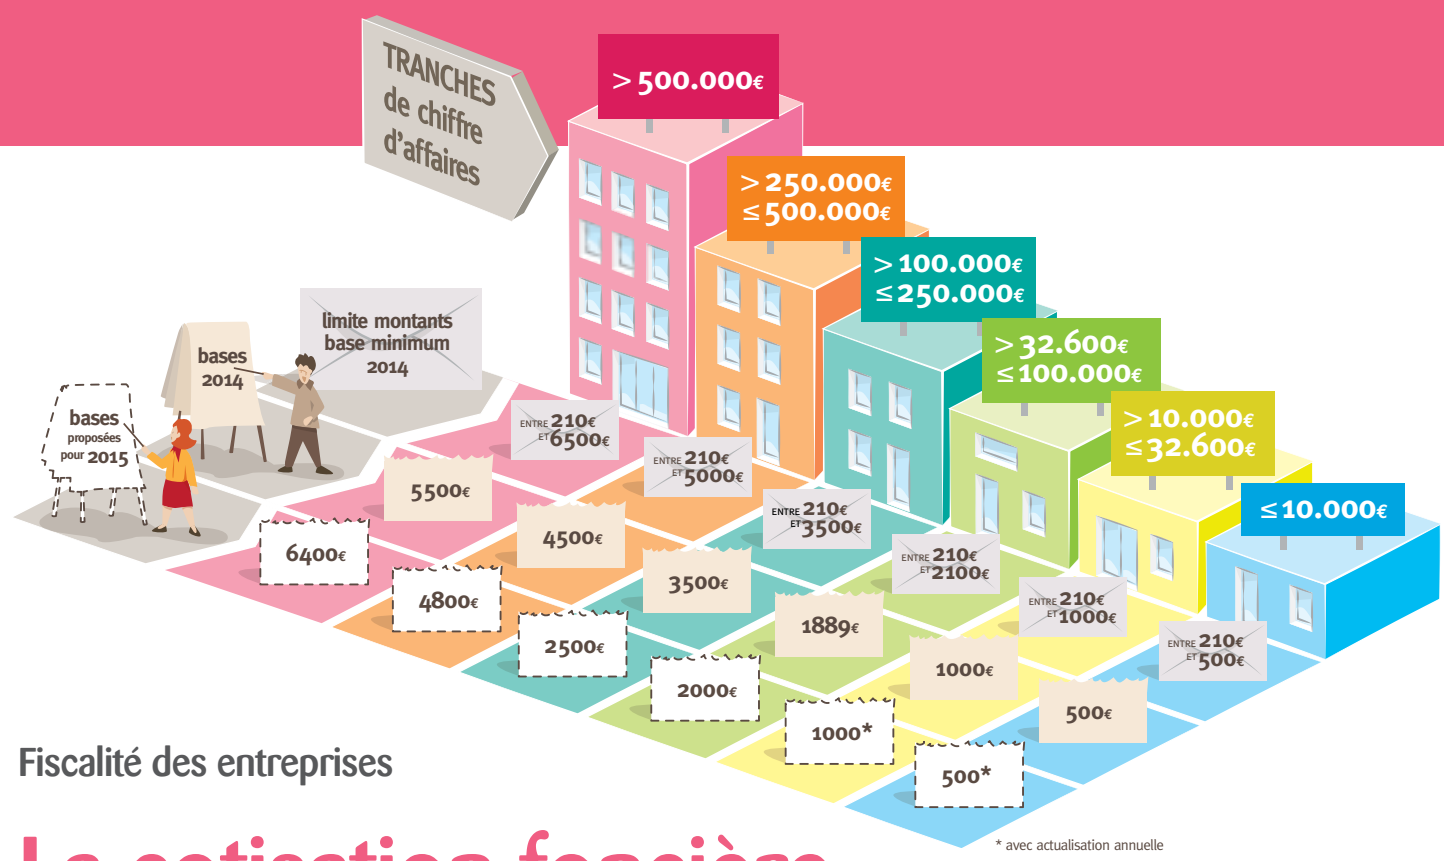 TRANCHES
de chiffre
d'affaires
> 500.000€
> 250.000€
≤ 500.000€
> 100.000€
≤ 250.000€
> 32.600€
≤ 100.000€
> 10.000€
≤ 32.600€
≤ 10.000€
limite montants
base minimum
2014
bases
2014
bases
proposées
pour 2015
ENTRE 210€
ET 6500€
ENTRE 210€
ET 5000€
ENTRE 210€
ET 3500€
ENTRE 210€
ET 2100€
ENTRE 210€
ET 1000€
ENTRE 210€
ET 500€
5500€
4500€
3500€
1889€
1000€
500€
6400€
4800€
2500€
2000€
1000*
500*
Fiscalité des entreprises
* avec actualisation annuelle
La cotisation foncière